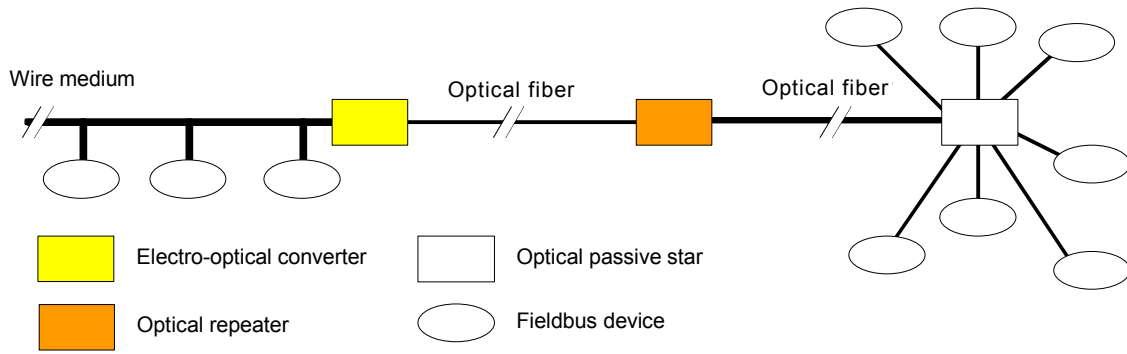 Wire medium
Optical fiber
Optical fiber
Electro-optical converter
Optical passive star
Optical repeater
Fieldbus device